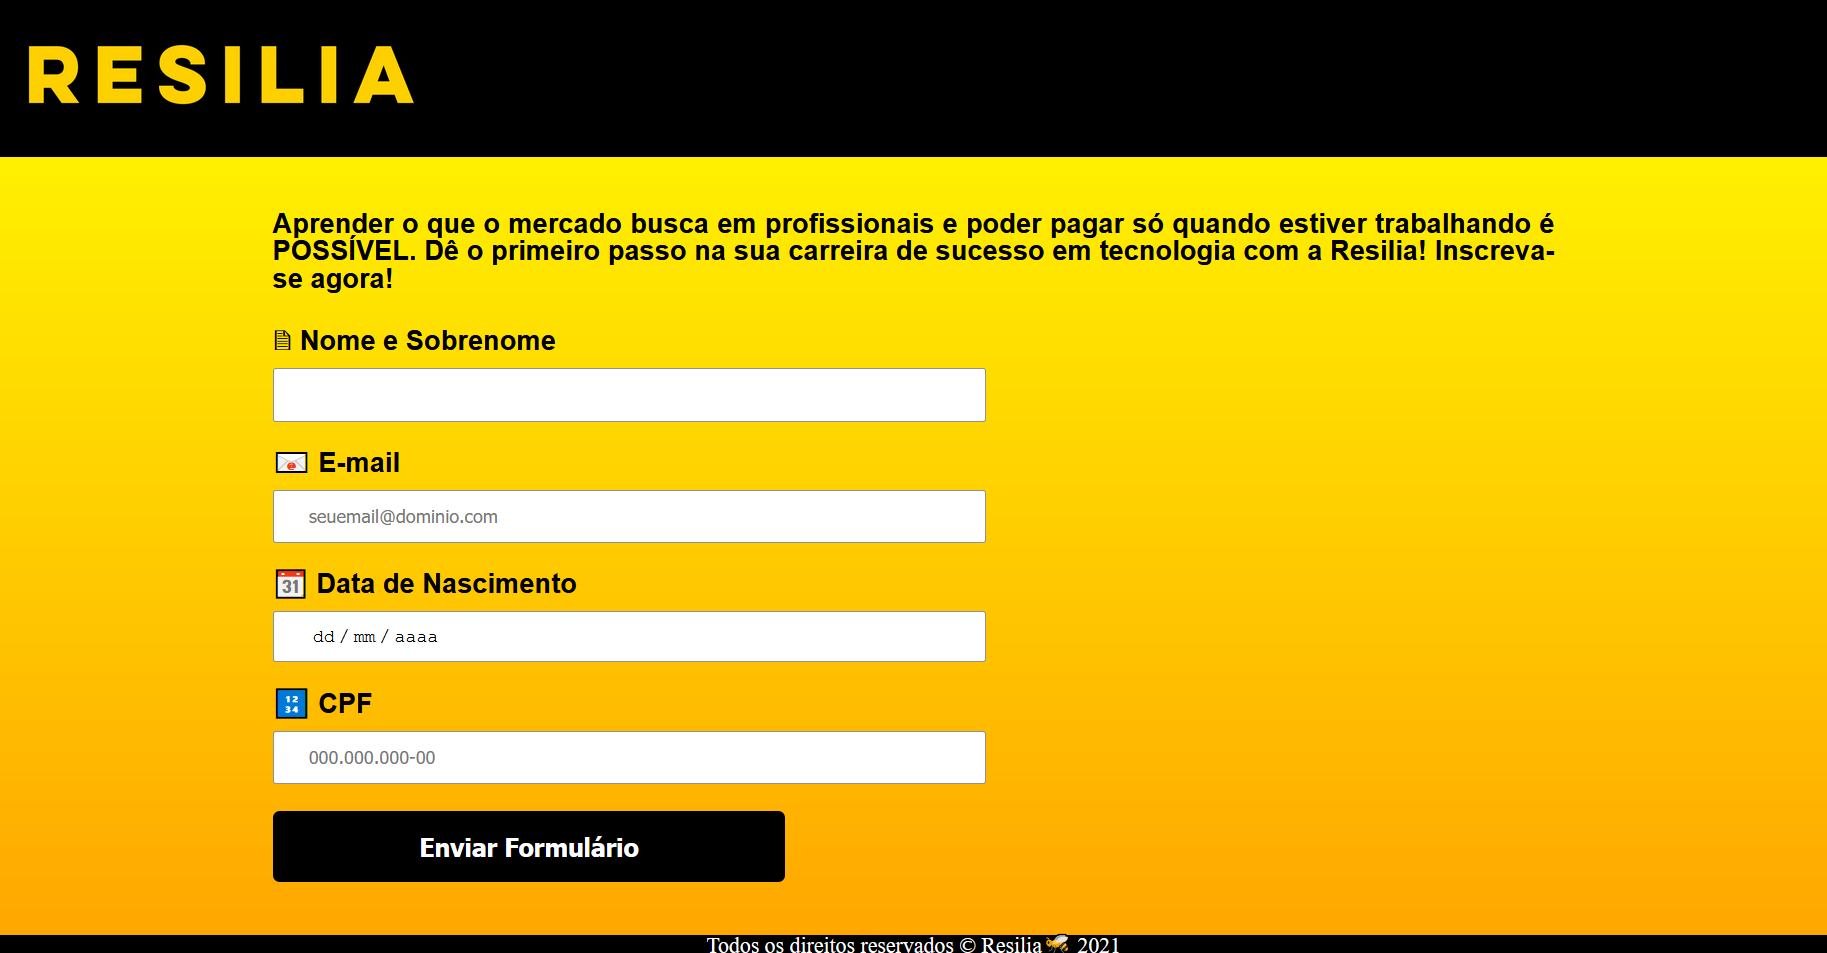 RESILIA
Aprender o que o mercado busca em profissionais e poder pagar só quando estiver trabalhando é
POSSÍVEL. Dê o primeiro passo na sua carreira de sucesso em tecnologia com a Resilia! Inscreva-
se agora!
Nome e Sobrenome
E-mail
seuemail@dominio.com
31 Data de Nascimento
dd / mm / aaaa
1234 CPF
000.000.000-00
Enviar Formulário
Todos os direitos reservados © Resilia🐝 2021